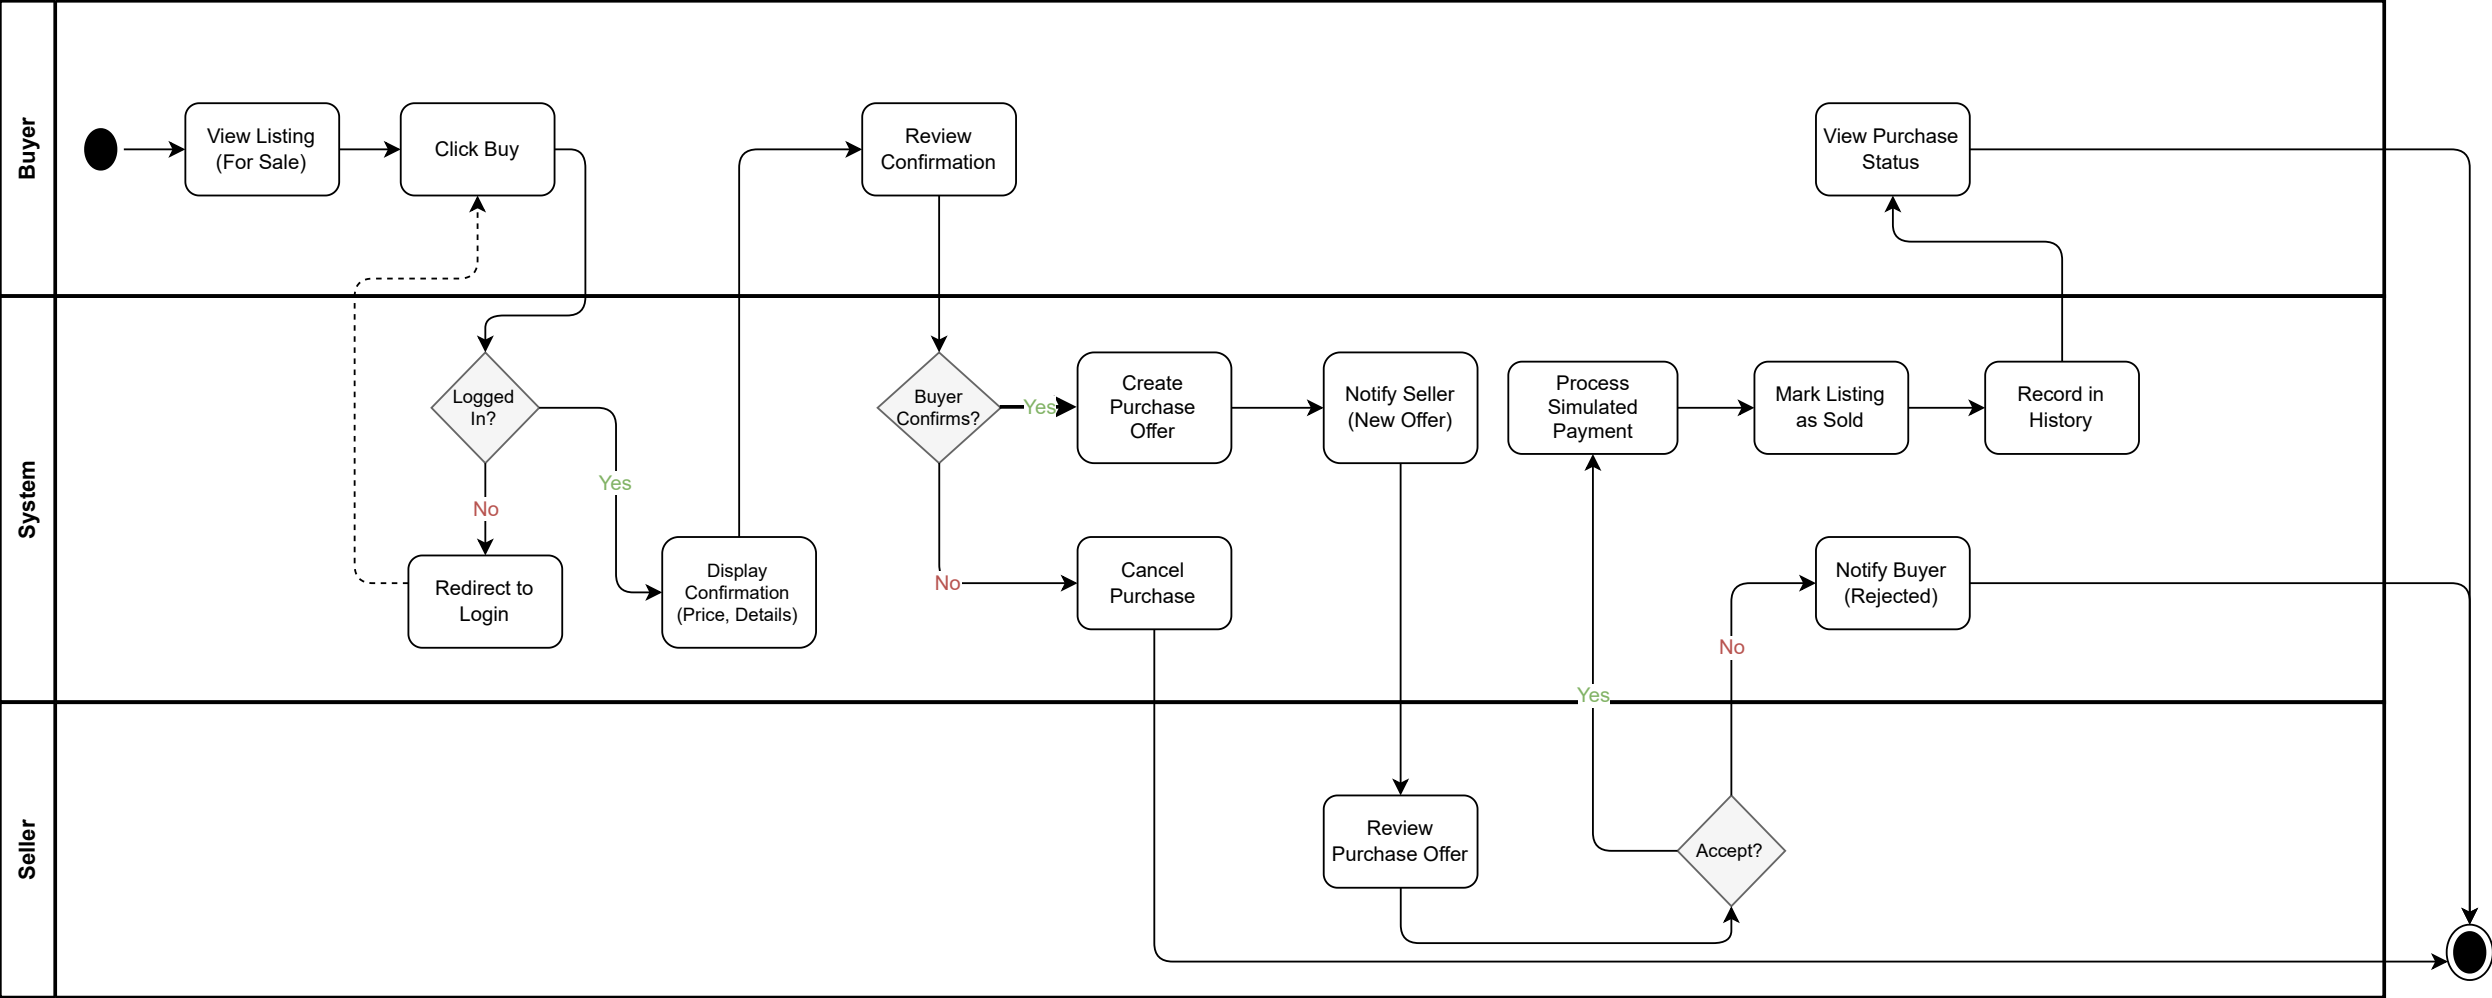 Buyer
View Listing
(For Sale)
Click Buy
Review
Confirmation
View Purchase
Status
System
Logged
In?
No
Yes
Redirect to
Login
Display
Confirmation
(Price, Details)
Buyer
Confirms?
Yes
No
Create
Purchase
Offer
Cancel
Purchase
Notify Seller
(New Offer)
Process
Simulated
Payment
Mark Listing
as Sold
Record in
History
Notify Buyer
(Rejected)
No
Yes
Seller
Review
Purchase Offer
Accept?